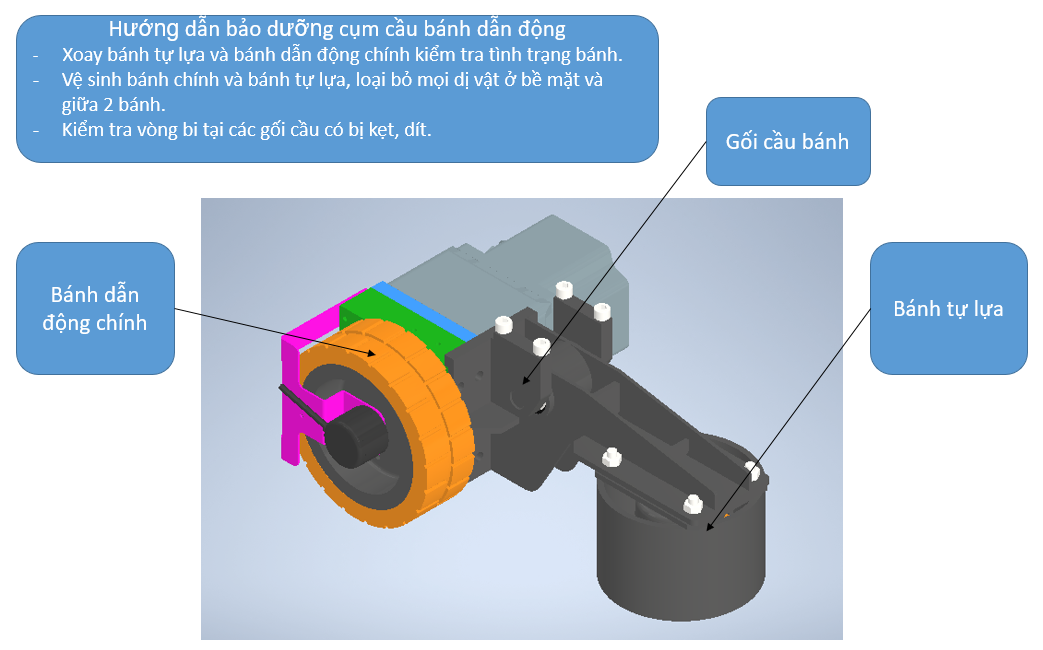 Hướng dẫn bảo dưỡng cụm cầu bánh dẫn động
- Xoay bánh tự lựa và bánh dẫn động chính kiểm tra tình trạng bánh.
- Vệ sinh bánh chính và bánh tự lựa, loại bỏ mọi dị vật ở bề mặt và
giữa 2 bánh.
- Kiểm tra vòng bi tại các gối cầu có bị kẹt, dít.
Gối cầu bánh
Bánh dẫn
động chính
Bánh tự lựa